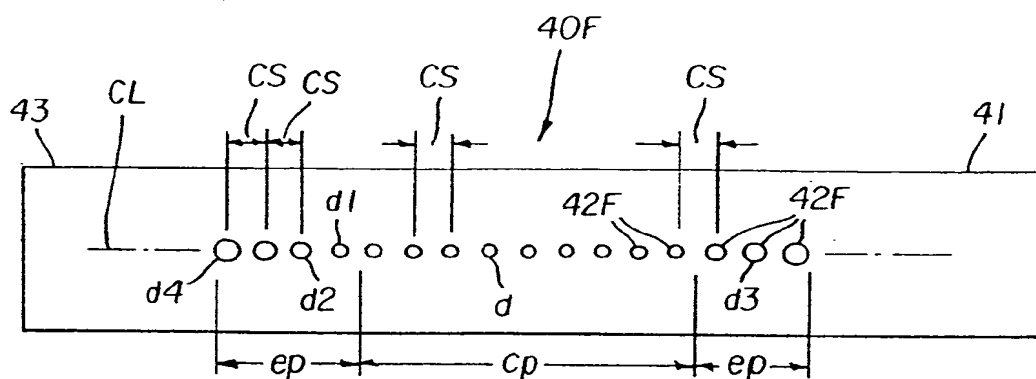 40F
CS CS CS CS
CL
43 41
d1 42F 42F
d4 d2 d d3
ep cp ep